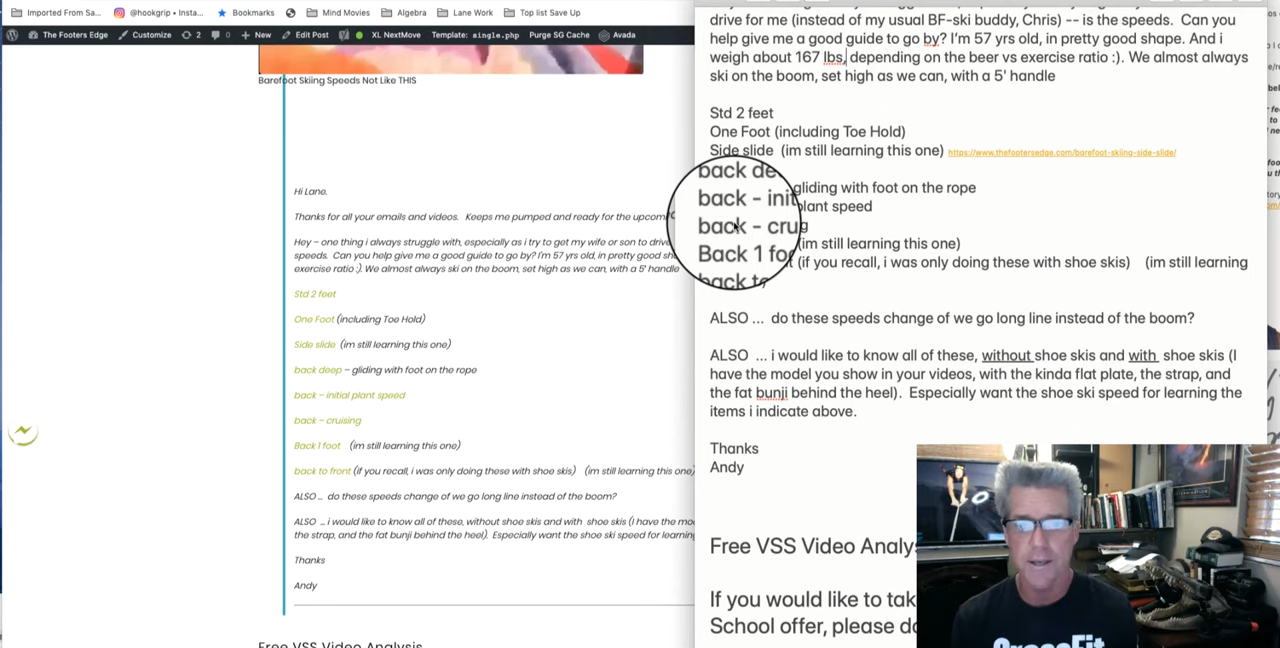 Imported From Sa...
@hookgrip • Insta...
Bookmarks
Mind Movies
Algebra
Lane Work
Top list Save Up
The Footers Edge
Customize
2
0
New
Edit Post
XL NextMove
Template: single.php
Purge SG Cache
Avada
Barefoot Skiing Speeds Not Like THIS
Hi Lane,
Thanks for all your emails and videos. Keeps me pumped and ready for the upcom
Hey – one thing i always struggle with, especially as i try to get my wife or son to drive
speeds. Can you help give me a good guide to go by? I'm 57 yrs old, in pretty good sh
exercise ratio :). We almost always ski on the boom, set high as we can, with a 5' handle
Std 2 feet
One Foot (including Toe Hold)
Side slide (im still learning this one)
back deep – gliding with foot on the rope
back – initial plant speed
back – cruising
Back 1 foot (im still learning this one)
back to front (if you recall, i was only doing these with shoe skis) (im still learning this one)
ALSO ... do these speeds change of we go long line instead of the boom?
ALSO ... i would like to know all of these, without shoe skis and with shoe skis (I have the mo
the strap, and the fat bunji behind the heel). Especially want the shoe ski speed for learning
Thanks
Andy
Free VSS Video Analysis
drive for me (instead of my usual BF-ski buddy, Chris) -- is the speeds. Can you
help give me a good guide to go by? I'm 57 yrs old, in pretty good shape. And i
weigh about 167 lbs, depending on the beer vs exercise ratio :). We almost always
ski on the boom, set high as we can, with a 5' handle
Std 2 feet
One Foot (including Toe Hold)
Side slide (im still learning this one) https://www.thefootersedge.com/barefoot-skiing-side-slide/
back de gliding with foot on the rope
back - init plant speed
back - cru g
Back 1 foo (im still learning this one)
back to (if you recall, i was only doing these with shoe skis) (im still learning
ALSO ... do these speeds change of we go long line instead of the boom?
ALSO ... i would like to know all of these, without shoe skis and with shoe skis (I
have the model you show in your videos, with the kinda flat plate, the strap, and
the fat bunji behind the heel). Especially want the shoe ski speed for learning the
items i indicate above.
Thanks
Andy
Free VSS Video Analys
If you would like to tak
School offer, please do
CrossFit